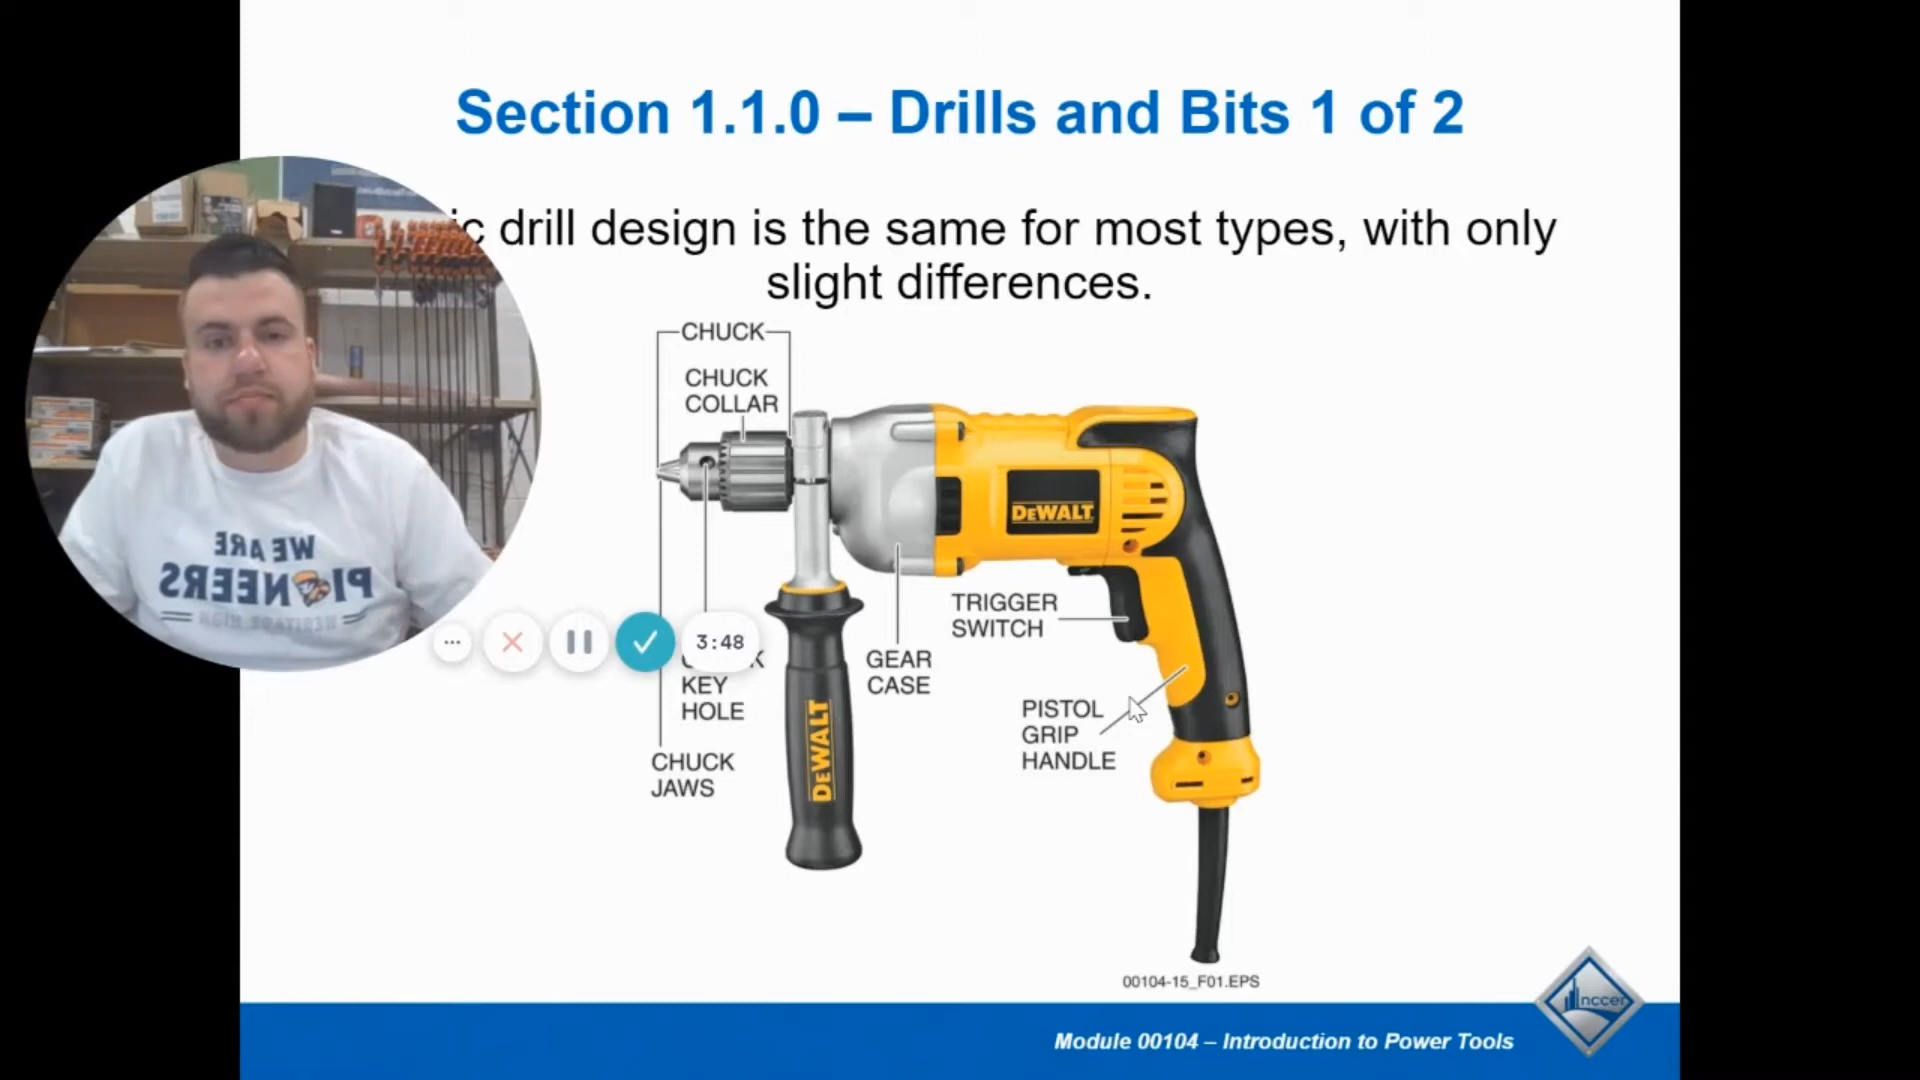 Section 1.1.0 – Drills and Bits 1 of 2
drill design is the same for most types, with only
slight differences.
CHUCK
CHUCK
COLLAR
DEWALT
TRIGGER
SWITCH
WE ARE
PIONEERS
HERITAGE HIGH
3:48
GEAR
CASE
KEY
HOLE
PISTOL
GRIP
HANDLE
DEWALT
CHUCK
JAWS
00104-15_F01.EPS
nccer
Module 00104 – Introduction to Power Tools